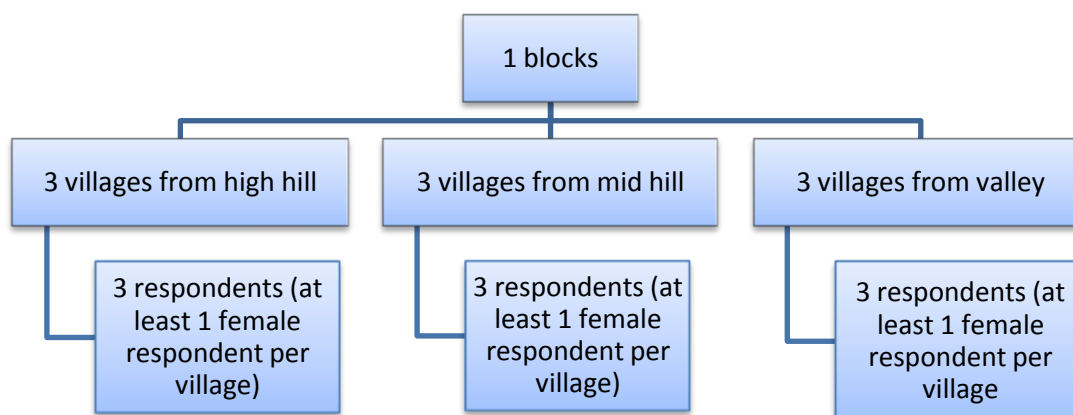 1 blocks
3 villages from high hill
3 villages from mid hill
3 villages from valley
3 respondents (at
least 1 female
respondent per
village)
3 respondents (at
least 1 female
respondent per
village)
3 respondents (at
least 1 female
respondent per
village